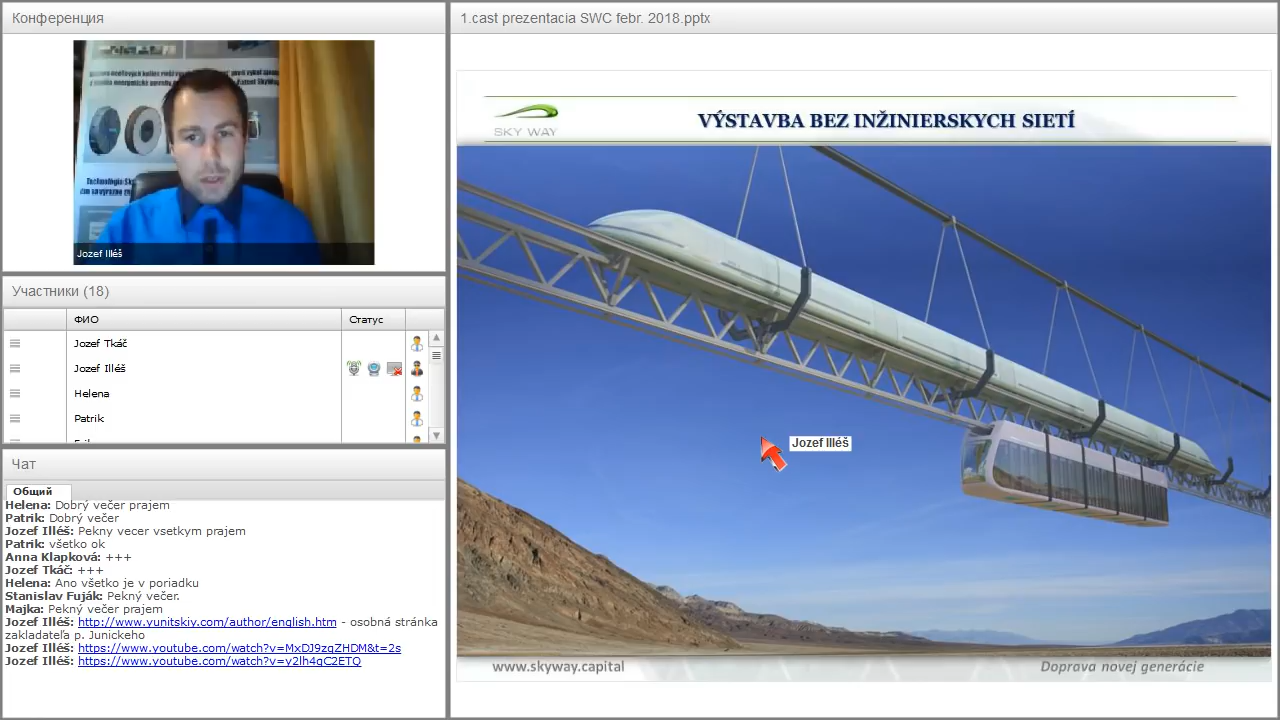 Конференция
Jozef Illéš
Участники (18)
ФИО
Статус
Jozef Tkáč
Jozef Illéš
Helena
Patrik
Чат
Общий
Helena: Dobrý večer prajem
Patrik: Dobrý večer
Jozef Illéš: Pekny vecer vsetkym prajem
Patrik: všetko ok
Anna Klapková: +++
Jozef Tkáč: +++
Helena: Ano všetko je v poriadku
Stanislav Fuják: Pekný večer.
Majka: Pekný večer prajem
Jozef Illéš: http://www.yunitskiy.com/author/english.htm - osobná stránka
zakladateľa p. Junického
Jozef Illéš: https://www.youtube.com/watch?v=MxDJ9zqZHDM&t=2s
Jozef Illéš: https://www.youtube.com/watch?v=y2lh4qC2ETQ
1.cast prezentacia SWC febr. 2018.pptx
SKY WAY
VÝSTAVBA BEZ INŽINIERSKYCH SIETÍ
Jozef Illéš
www.skyway.capital
Doprava novej generácie